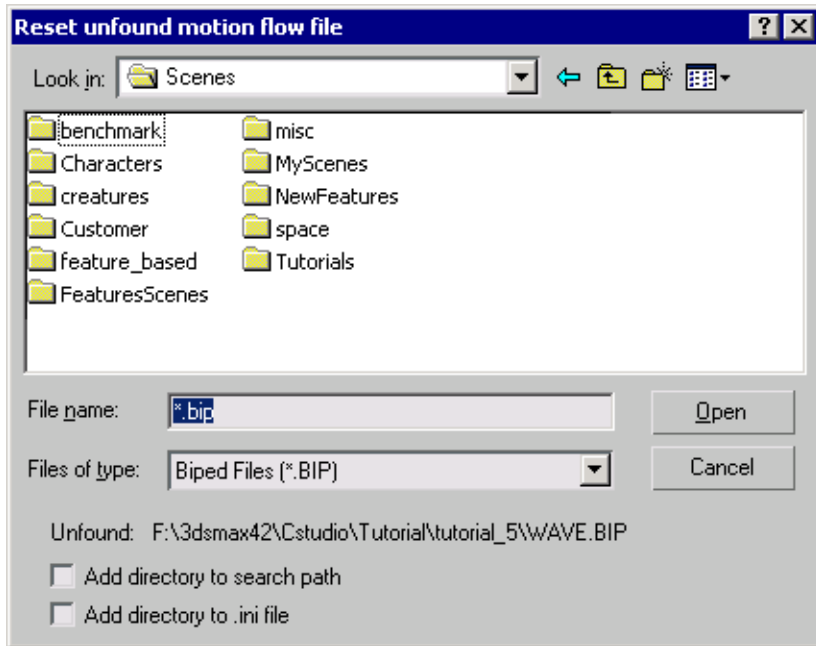 Reset unfound motion flow file
Look in: Scenes
benchmark misc
Characters MyScenes
creatures NewFeatures
Customer space
feature_based Tutorials
FeaturesScenes
File name: *.bip Open
Files of type: Biped Files (*.BIP) Cancel
Unfound: F:\3dsmax42\Cstudio\Tutorial\tutorial_5\WAVE.BIP
Add directory to search path
Add directory to .ini file